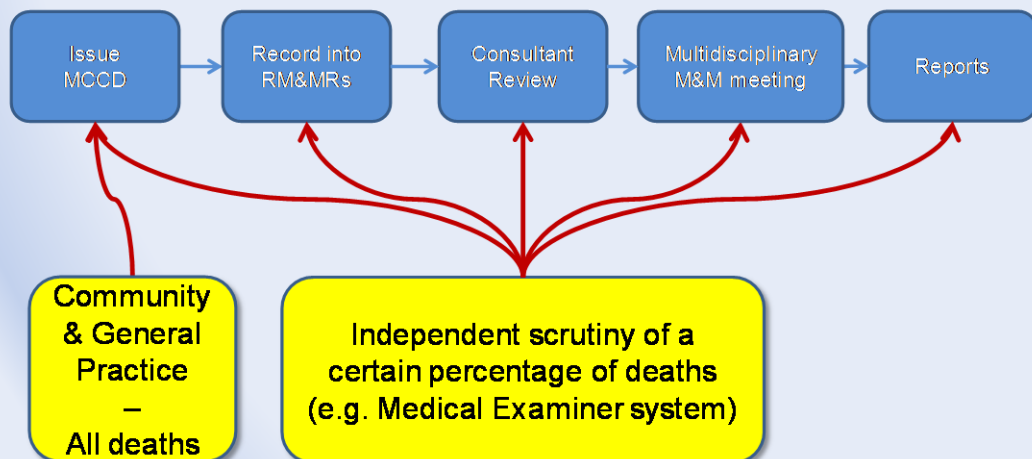 Issue
MCCD
Record into
RM&MRs
Consultant
Review
Multidisciplinary
M&M meeting
Reports
Community
& General
Practice
–
All deaths
Independent scrutiny of a
certain percentage of deaths
(e.g. Medical Examiner system)